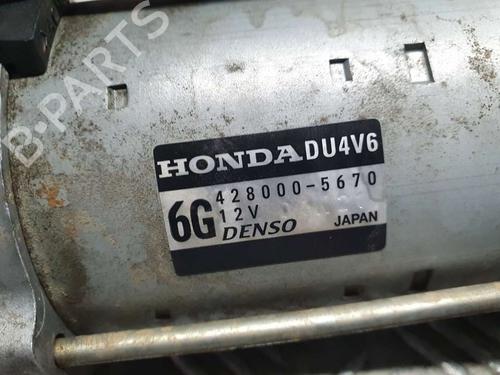 B-PARTS
HONDA DU4V6
428000-5670
6G
12V
DENSO JAPAN